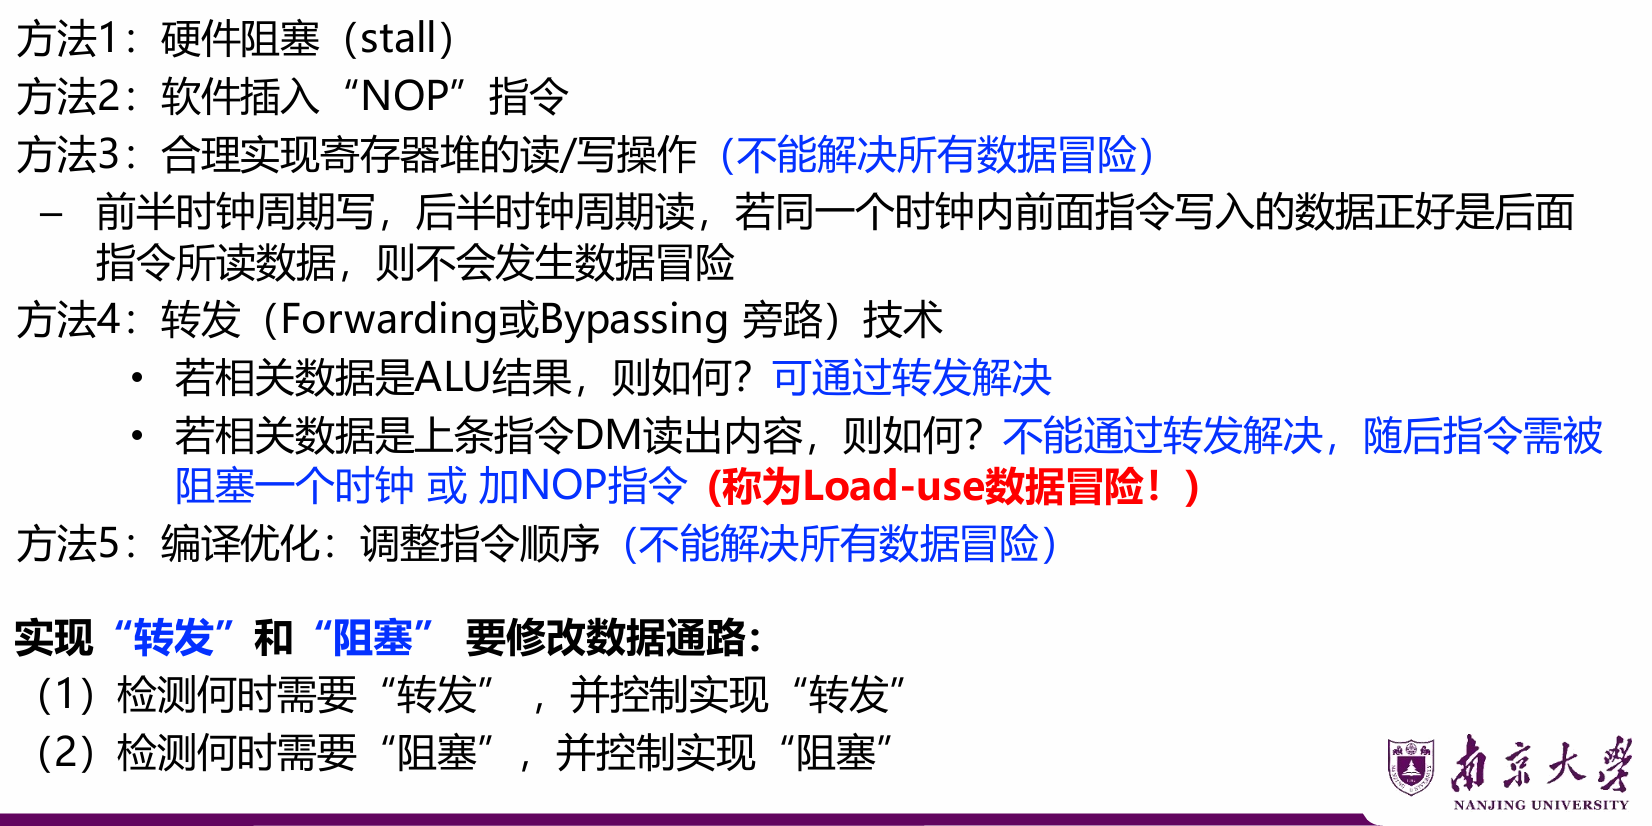 方法1：硬件阻塞（stall）
方法2：软件插入“NOP”指令
方法3：合理实现寄存器堆的读/写操作（不能解决所有数据冒险）
– 前半时钟周期写，后半时钟周期读，若同一个时钟内前面指令写入的数据正好是后面
指令所读数据，则不会发生数据冒险
方法4：转发（Forwarding或Bypassing 旁路）技术
• 若相关数据是ALU结果，则如何？可通过转发解决
• 若相关数据是上条指令DM读出内容，则如何？不能通过转发解决，随后指令需被
阻塞一个时钟 或 加NOP指令 (称为Load-use数据冒险！)
方法5：编译优化：调整指令顺序（不能解决所有数据冒险）
实现“转发”和“阻塞” 要修改数据通路：
（1）检测何时需要“转发” ，并控制实现“转发”
（2）检测何时需要“阻塞” ，并控制实现“阻塞”
南京大学
NANJING UNIVERSITY